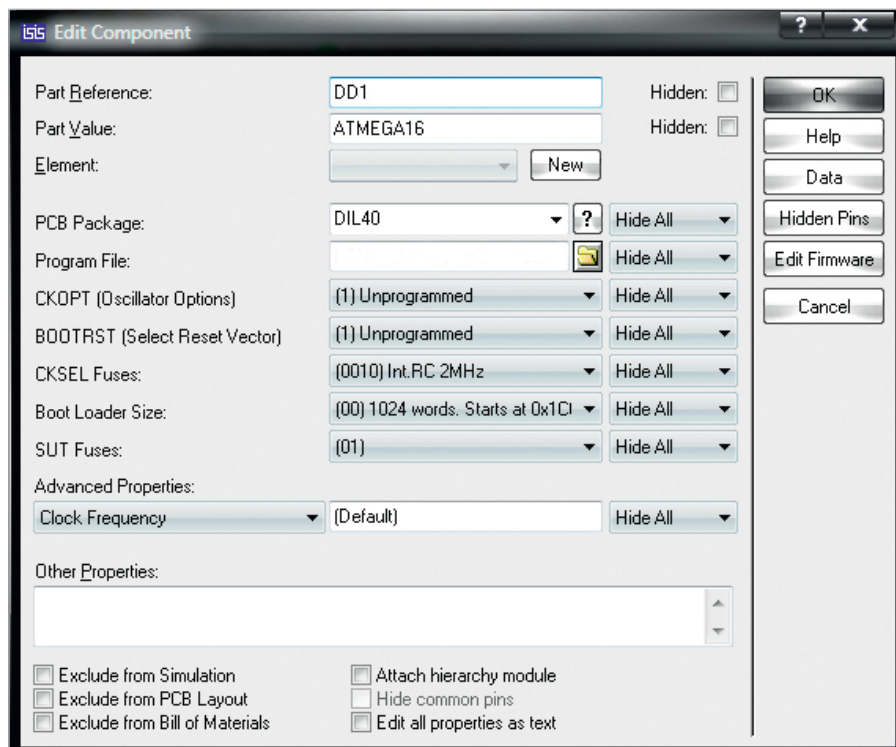 isis Edit Component ? X
Part Reference: DD1 Hidden: OK
Part Value: ATMEGA16 Hidden: Help
Element: New Data
PCB Package: DIL40 ? Hide All Hidden Pins
Program File: Hide All Edit Firmware
CKOPT (Oscillator Options) (1) Unprogrammed Hide All Cancel
BOOTRST (Select Reset Vector) (1) Unprogrammed Hide All
CKSEL Fuses: (0010) Int.RC 2MHz Hide All
Boot Loader Size: (00) 1024 words. Starts at 0x1C Hide All
SUT Fuses: (01) Hide All
Advanced Properties:
Clock Frequency (Default) Hide All
Other Properties:
Exclude from Simulation Attach hierarchy module
Exclude from PCB Layout Hide common pins
Exclude from Bill of Materials Edit all properties as text